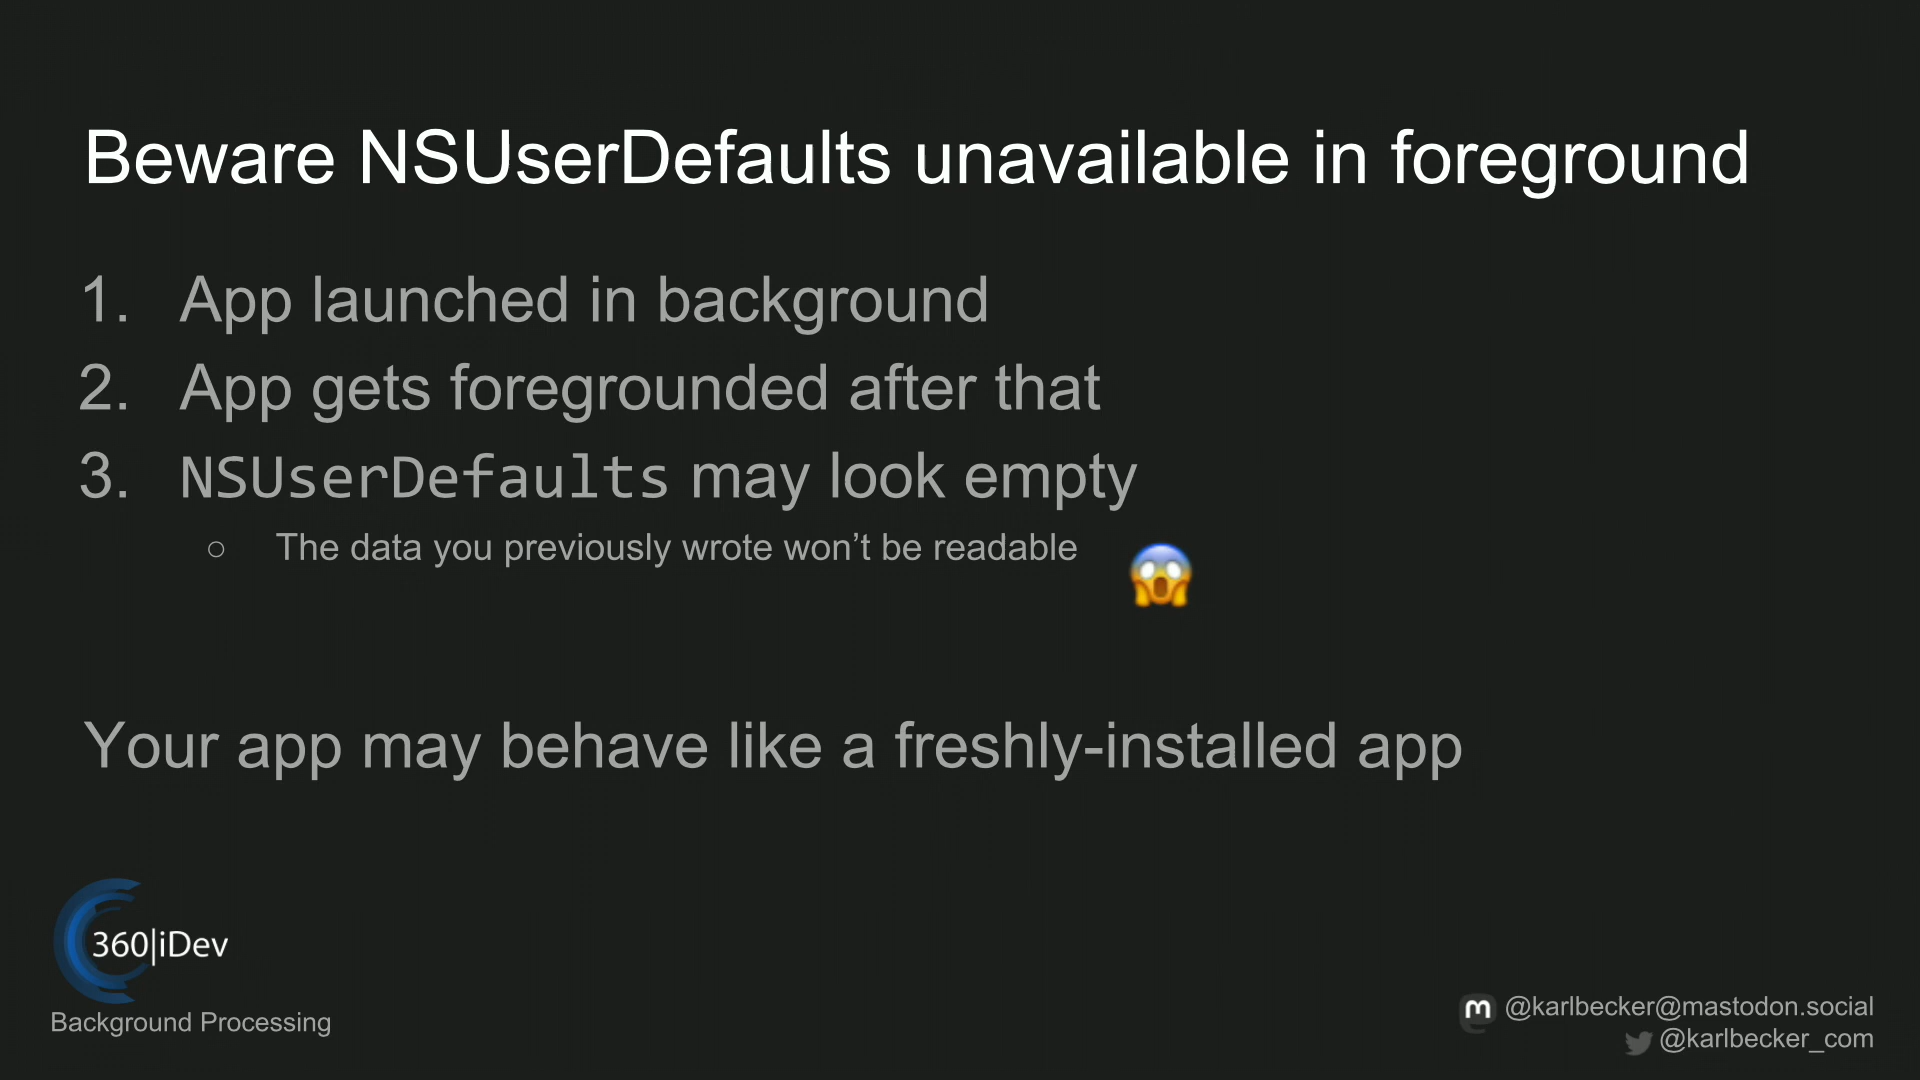 Beware NSUserDefaults unavailable in foreground
1. App launched in background
2. App gets foregrounded after that
3. NSUserDefaults may look empty
○ The data you previously wrote won’t be readable 😱
Your app may behave like a freshly-installed app
360|iDev
Background Processing
@karlbecker@mastodon.social
@karlbecker_com